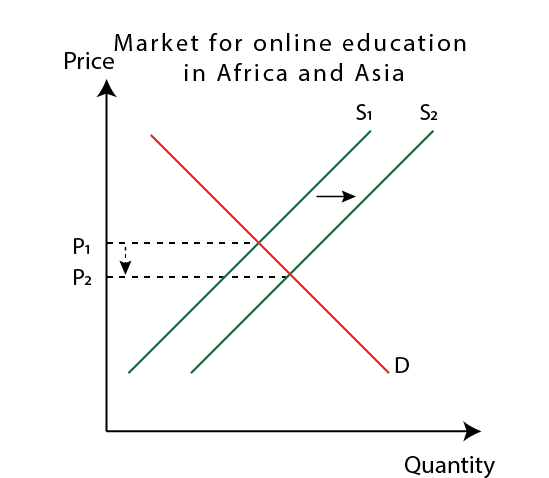 Market for online education
in Africa and Asia
Price
S1
S2
P1
P2
D
Quantity